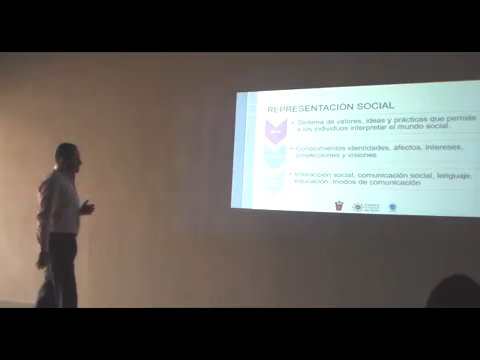 REPRESENTACIÓN SOCIAL
• Sistema de valores, ideas y prácticas que permite
a los individuos interpretar el mundo social.
• Conocimientos identidades, afectos, intereses,
proyecciones y visiones
• Interacción social, comunicación social, lenguaje,
educación, modos de comunicación